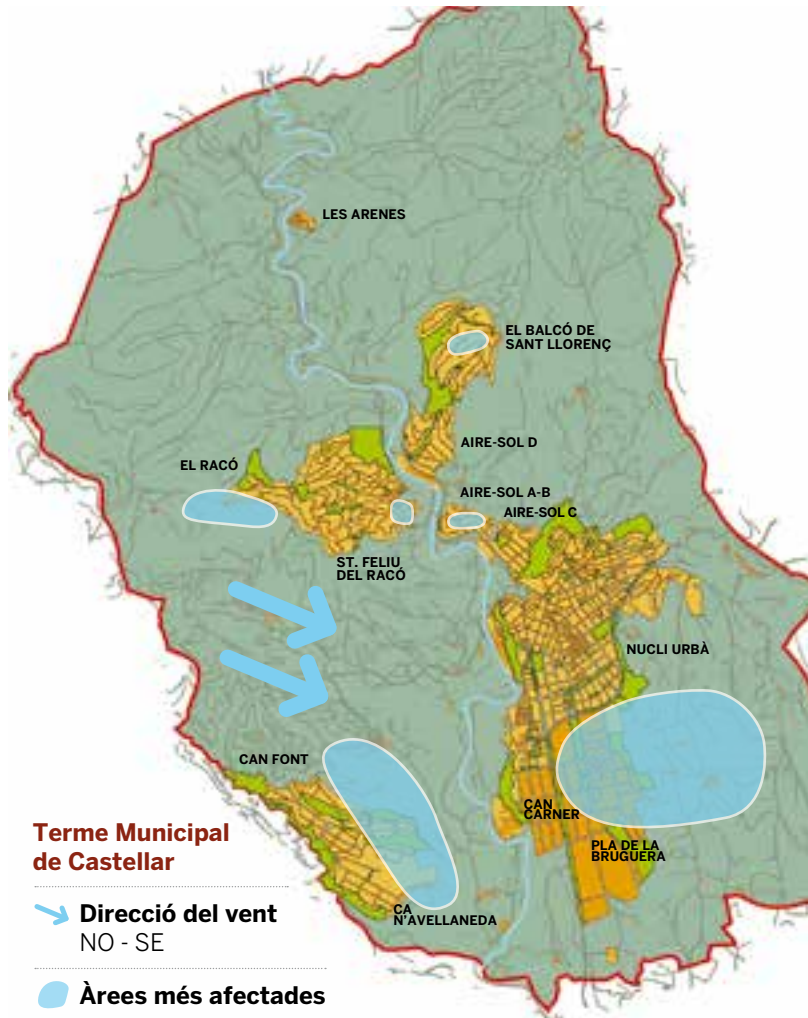 LES ARENES
EL BALCÓ DE
SANT LLORENÇ
AIRE-SOL D
EL RACÓ
AIRE-SOL A-B
AIRE-SOL C
ST. FELIU
DEL RACÓ
NUCLI URBÀ
CAN FONT
CAN
CARNER
PLA DE LA
BRUGUERA
CA
N'AVELLANEDA
Terme Municipal
de Castellar
Direcció del vent
NO - SE
Àrees més afectades